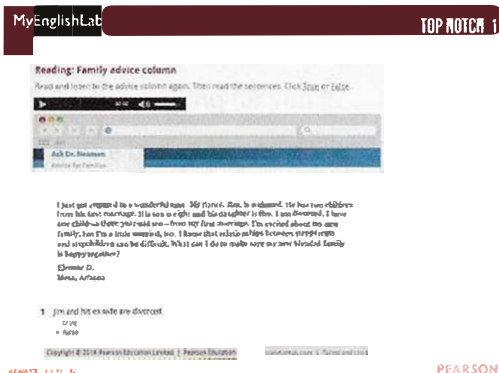 MyEnglishLab
TOP NOTCH 1
Reading: Family advice column
Read and listen to the advice column again. Then read the sentences. Click True or False.
Ask Dr. Newman
Advice for Families
I just got engaged to a wonderful man. My fiancé, Jim, is He has two children
from his first marriage. His son is eight and his daughter is five. I am divorced. I have
one child—a three year-old son—from my first marriage. I'm excited about my new
family, but I'm a little worried, too. I know that relationships between stepparents
and stepchildren can be difficult. What can I do to make sure my new blended family
is happy together?
Eleanor D.
Mesa, Arizona
1 Jim and his ex-wife are divorced.
true
false
Copyright © 2014 Pearson Education Limited | Pearson Education
PEARSON